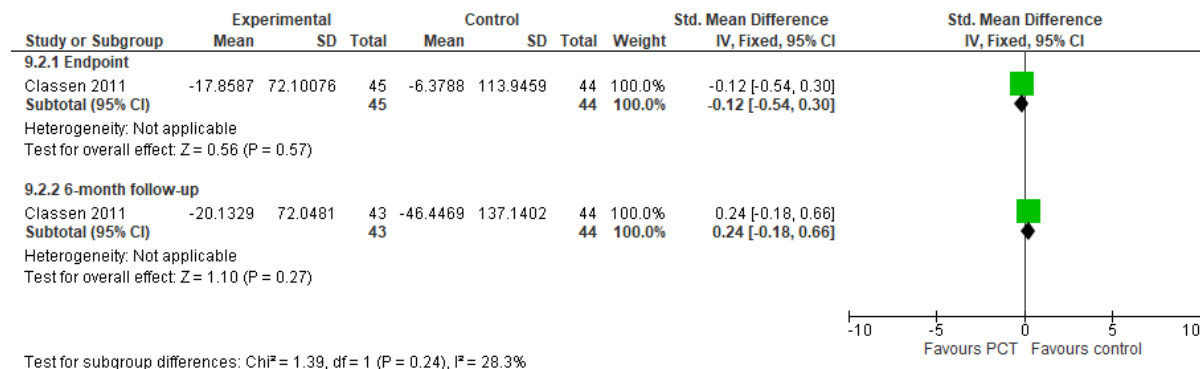 Experimental Control Std. Mean Difference Std. Mean Difference
Study or Subgroup Mean SD Total Mean SD Total Weight IV, Fixed, 95% CI IV, Fixed, 95% CI
9.2.1 Endpoint
Classen 2011 -17.8587 72.10076 45 -6.3788 113.9459 44 100.0% -0.12 [-0.54, 0.30]
Subtotal (95% CI) 45 44 100.0% -0.12 [-0.54, 0.30]
Heterogeneity: Not applicable
Test for overall effect: Z = 0.56 (P = 0.57)
9.2.2 6-month follow-up
Classen 2011 -20.1329 72.0481 43 -46.4469 137.1402 44 100.0% 0.24 [-0.18, 0.66]
Subtotal (95% CI) 43 44 100.0% 0.24 [-0.18, 0.66]
Heterogeneity: Not applicable
Test for overall effect: Z = 1.10 (P = 0.27)
-10 -5 0 5 10
Favours PCT Favours control
Test for subgroup differences: Chi² = 1.39, df = 1 (P = 0.24), I² = 28.3%